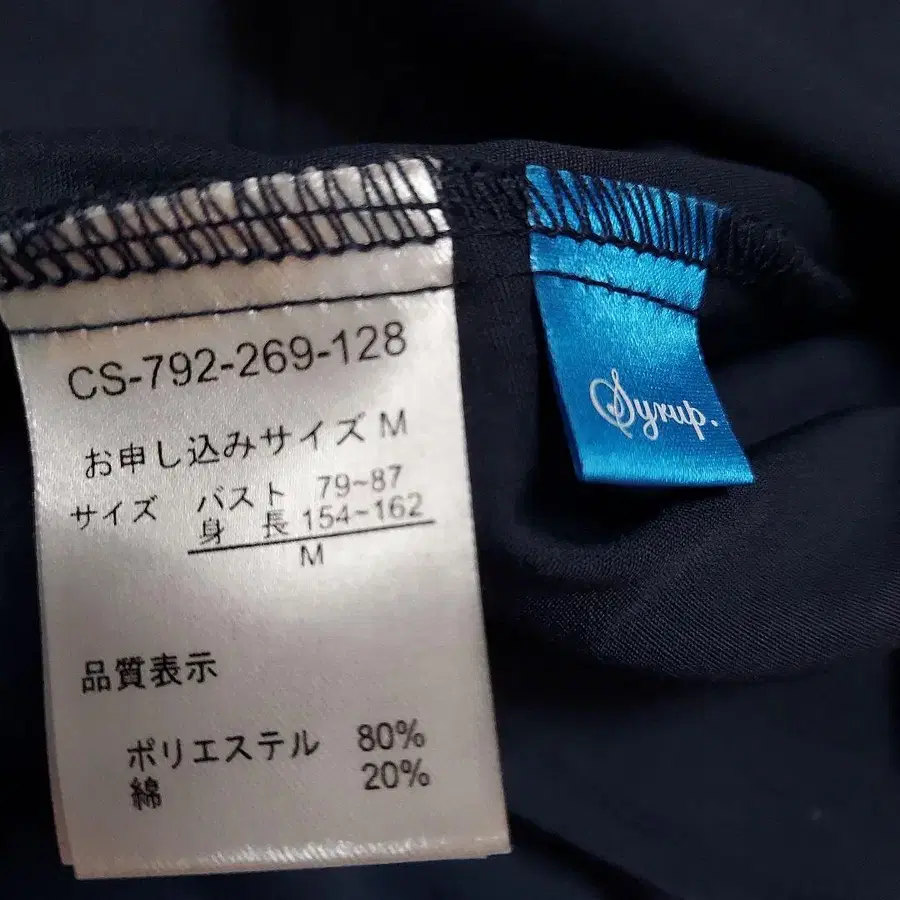 CS-792-269-128
お申し込みサイズ M
サイズ バスト 79~87
身 長 154~162
M
品質表示
ポリエステル 80%
綿 20%
Syrup.